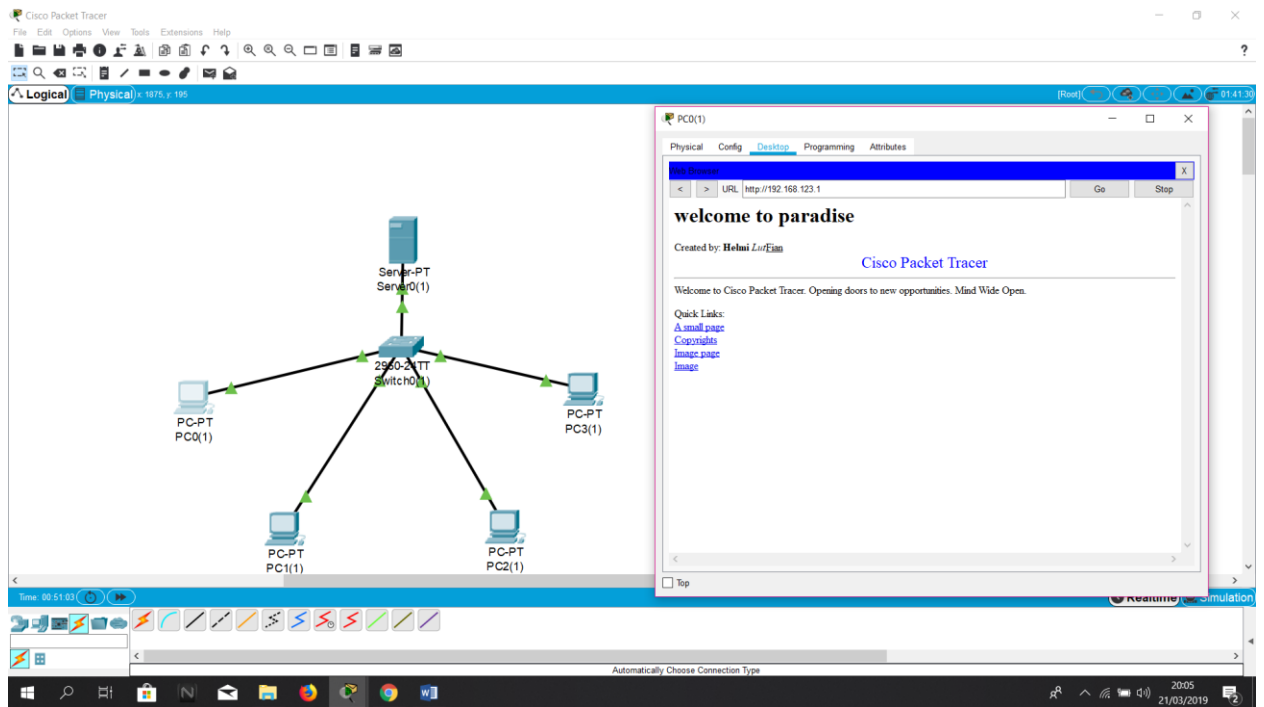 Cisco Packet Tracer
File Edit Options View Tools Extensions Help
?
Logical Physical x: 1875, y: 195 [Root] 01:41:30
PC0(1)
Physical Config Desktop Programming Attributes
Web Browser X
< > URL http://192.168.123.1 Go Stop
welcome to paradise
Created by: Helmi LutFian
Cisco Packet Tracer
Welcome to Cisco Packet Tracer. Opening doors to new opportunities. Mind Wide Open.
Quick Links:
A small page
Copyrights
Image page
Image
Top
Server-PT
Server0(1)
2960-24TT
Switch0(1)
PC-PT
PC0(1)
PC-PT
PC3(1)
PC-PT
PC1(1)
PC-PT
PC2(1)
Time: 00:51:03 Realtime Simulation
Automatically Choose Connection Type
20:05
21/03/2019
2